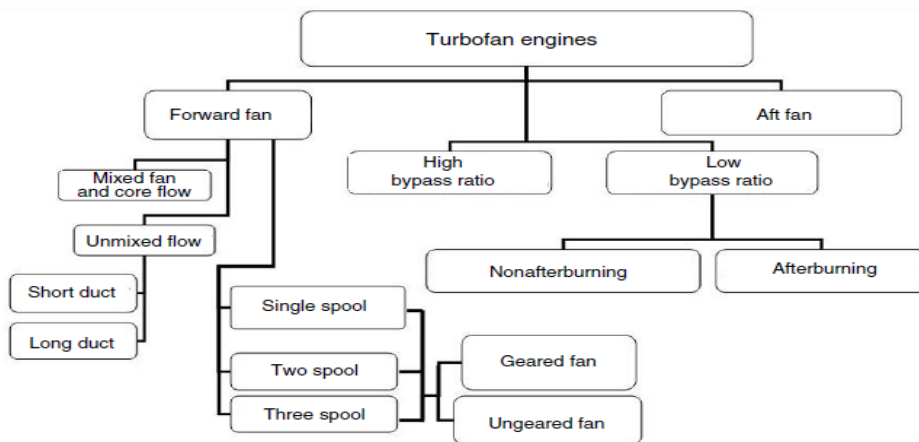 Turbofan engines
Forward fan
Aft fan
High
bypass ratio
Low
bypass ratio
Mixed fan
and core flow
Unmixed flow
Nonafterburning
Afterburning
Short duct
Long duct
Single spool
Two spool
Three spool
Geared fan
Ungeared fan